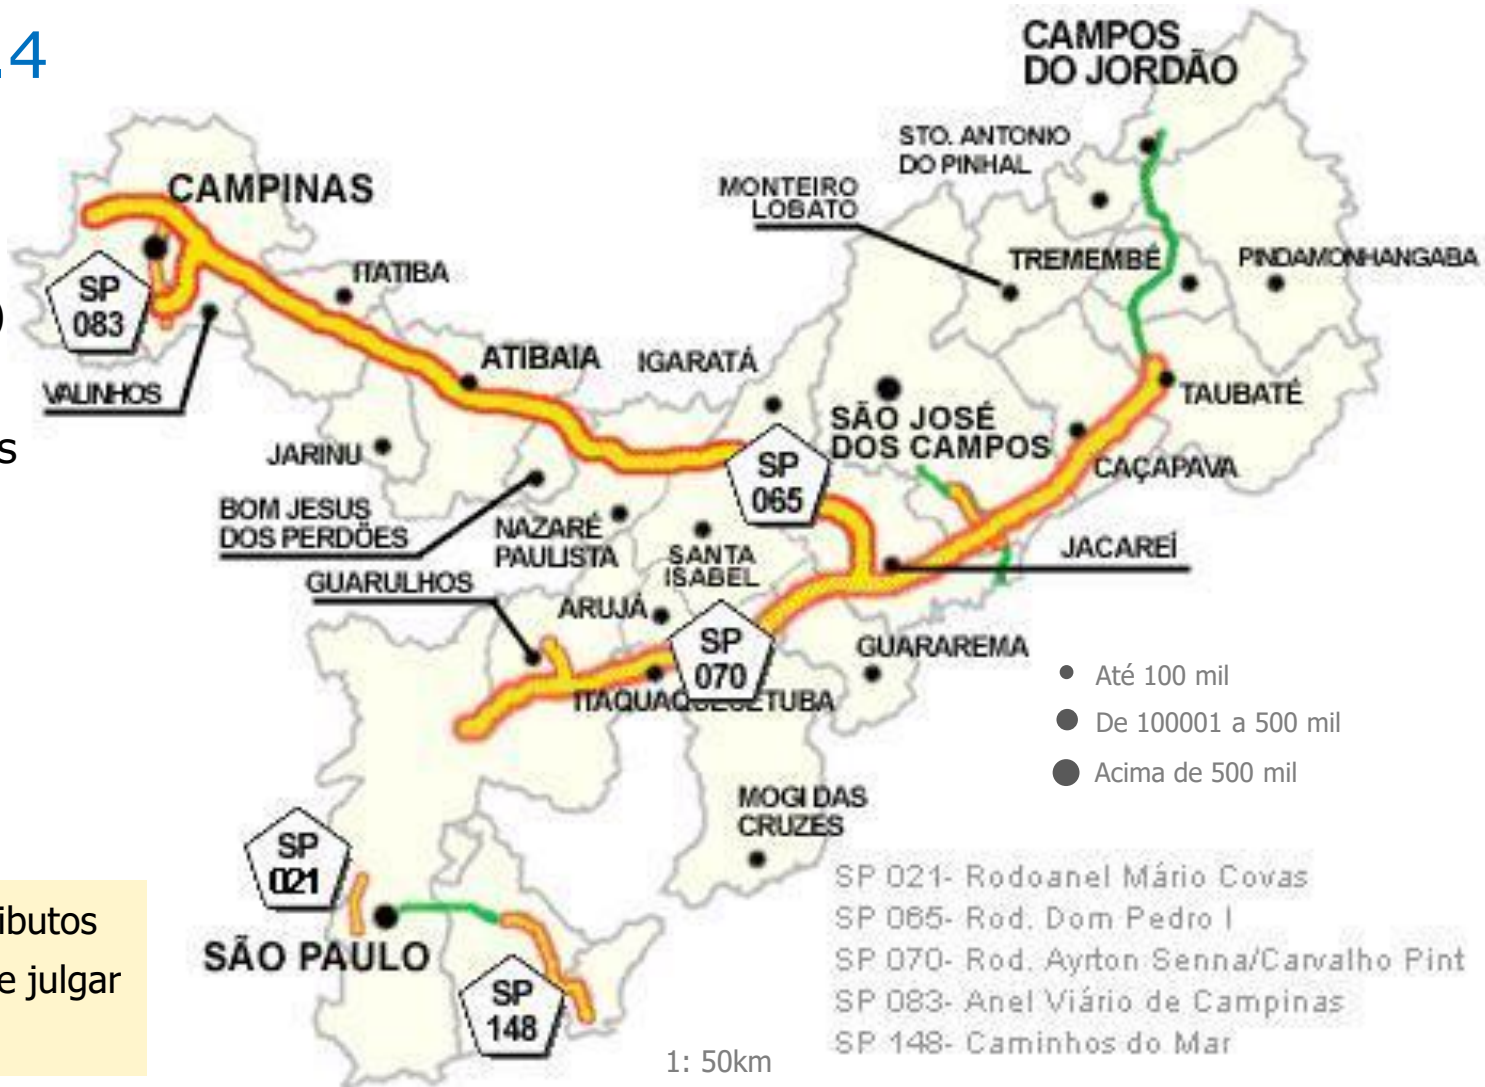 .4
CAMPOS
DO JORDÃO
STO. ANTONIO
DO PINHAL
MONTEIRO
LOBATO
CAMPINAS
TREMEMBÉ
PINDAMONHANGABA
ITATIBA
SP
083
)
ATIBAIA
IGARATÁ
VALINHOS
TAUBATÉ
SÃO JOSÉ
DOS CAMPOS
s
JARINU
CAÇAPAVA
SP
065
BOM JESUS
DOS PERDÕES
NAZARÉ
PAULISTA
SANTA
ISABEL
JACAREÍ
GUARULHOS
ARUJÁ
SP
070
GUARAREMA
Até 100 mil
De 100001 a 500 mil
Acima de 500 mil
MOGI DAS
CRUZES
SP
021
SÃO PAULO
SP
148
ibutos
e julgar
SP 021- Rodoanel Mário Covas
SP 065- Rod. Dom Pedro I
SP 070- Rod. Ayrton Senna/Carvalho Pint
SP 083- Anel Viário de Campinas
SP 148- Caminhos do Mar
1: 50km